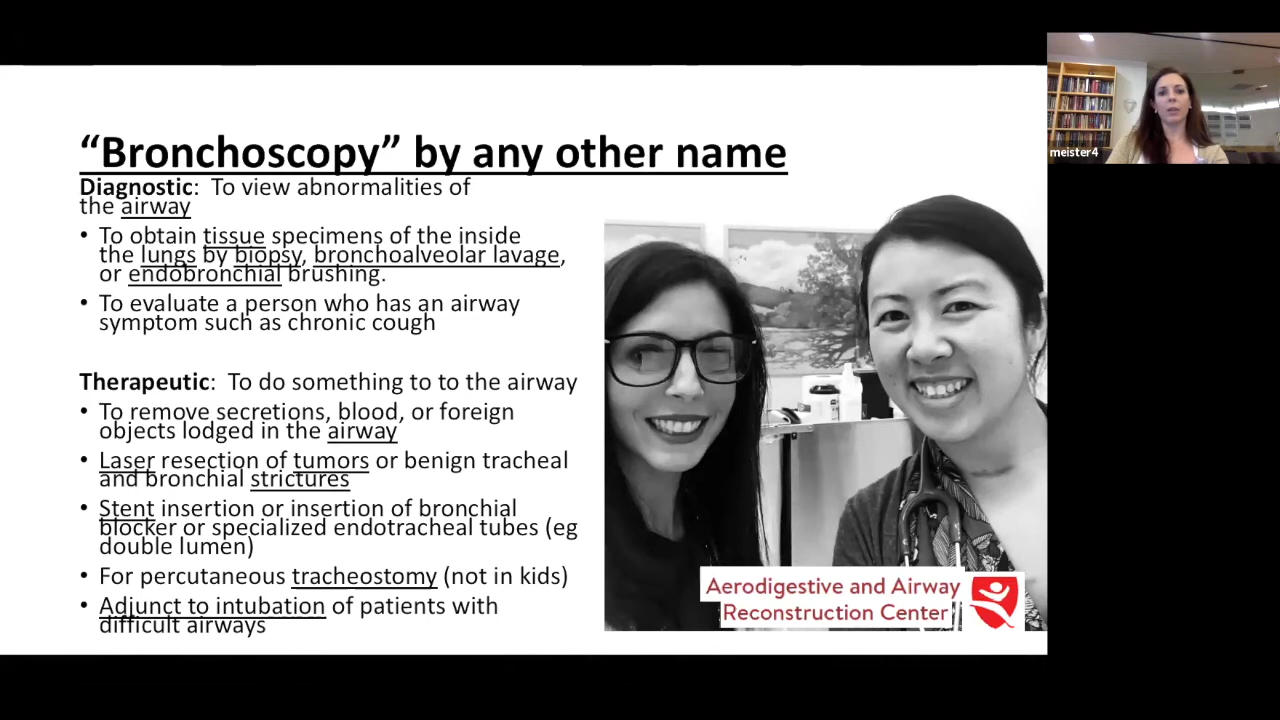 “Bronchoscopy” by any other name
Diagnostic:  To view abnormalities of
the airway
• To obtain tissue specimens of the inside
the lungs by biopsy, bronchoalveolar lavage,
or endobronchial brushing.
• To evaluate a person who has an airway
symptom such as chronic cough
Therapeutic:  To do something to to the airway
• To remove secretions, blood, or foreign
objects lodged in the airway
• Laser resection of tumors or benign tracheal
and bronchial strictures
• Stent insertion or insertion of bronchial
blocker or specialized endotracheal tubes (eg
double lumen)
• For percutaneous tracheostomy (not in kids)
• Adjunct to intubation of patients with
difficult airways
Aerodigestive and Airway
Reconstruction Center
meister4